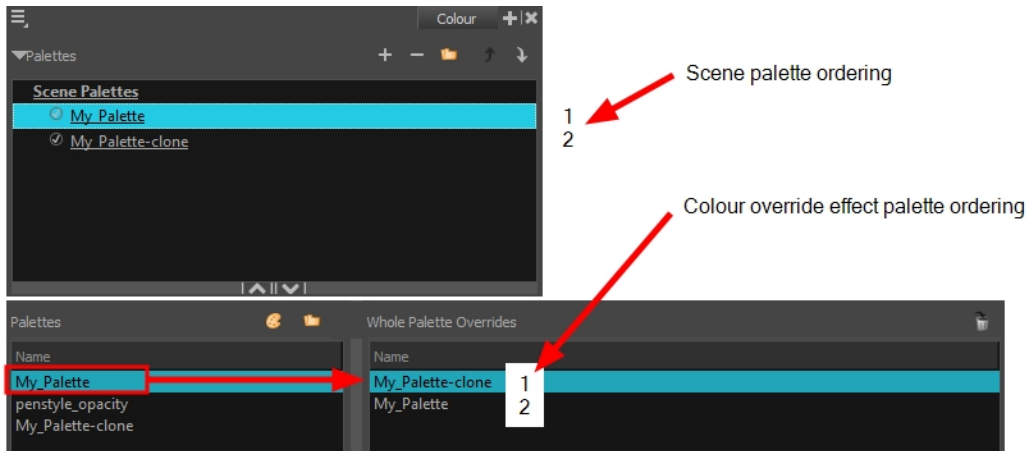 Colour
Palettes
Scene Palettes
My_Palette
My_Palette-clone
Scene palette ordering
1
2
Colour override effect palette ordering
Palettes
Name
My_Palette
penstyle_opacity
My_Palette-clone
Whole Palette Overrides
Name
My_Palette-clone 1
My_Palette 2